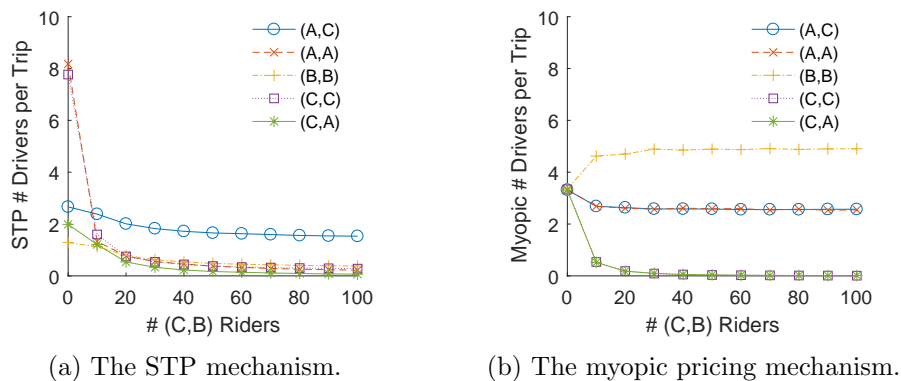 10
8
6
4
2
0
STP # Drivers per Trip
(A,C)
(A,A)
(B,B)
(C,C)
(C,A)
0 20 40 60 80 100
# (C,B) Riders
(a) The STP mechanism.
10
8
6
4
2
0
Myopic # Drivers per Trip
(A,C)
(A,A)
(B,B)
(C,C)
(C,A)
0 20 40 60 80 100
# (C,B) Riders
(b) The myopic pricing mechanism.